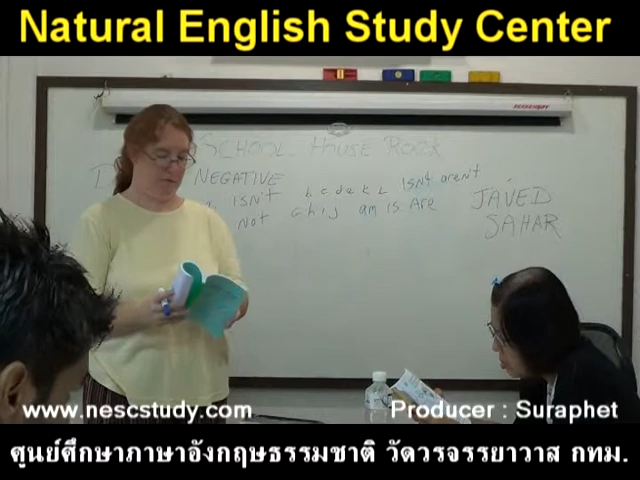 Natural English Study Center
SCHOOL HOUSE ROCK
NEGATIVE
ISN't
ISN't aren't
Not
am is Are
JAVED
SAHAR
www.nescstudy.com
Producer : Suraphet
ศูนย์ศึกษาภาษาอังกฤษธรรมชาติ วัดวรจรรยาวาส กทม.